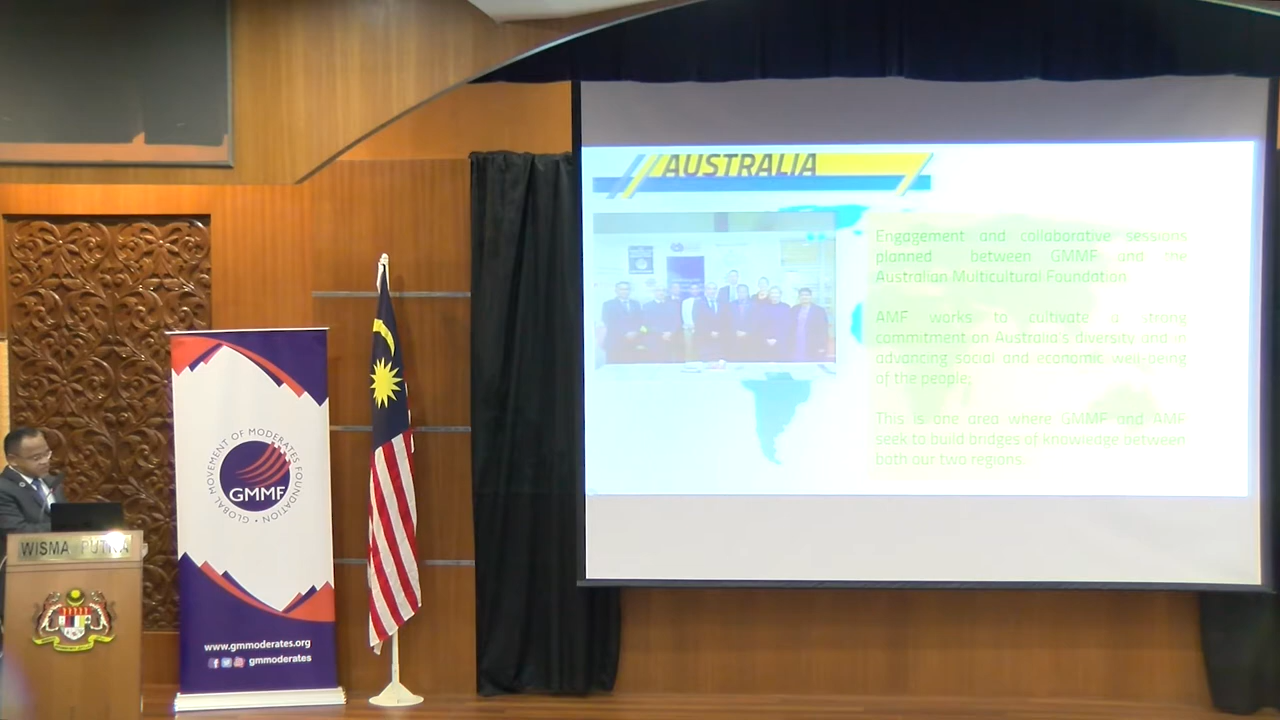 AUSTRALIA
Engagement and collaborative sessions
planned between GMMF and the
Australian Multicultural Foundation
AMF works to cultivate a strong
commitment on Australia's diversity and in
advancing social and economic well-being
of the people;
This is one area where GMMF and AMF
seek to build bridges of knowledge between
both our two regions.
GLOBAL MOVEMENT OF MODERATES FOUNDATION
GMMF
www.gmmoderates.org
gmmoderates
WISMA PUTRA